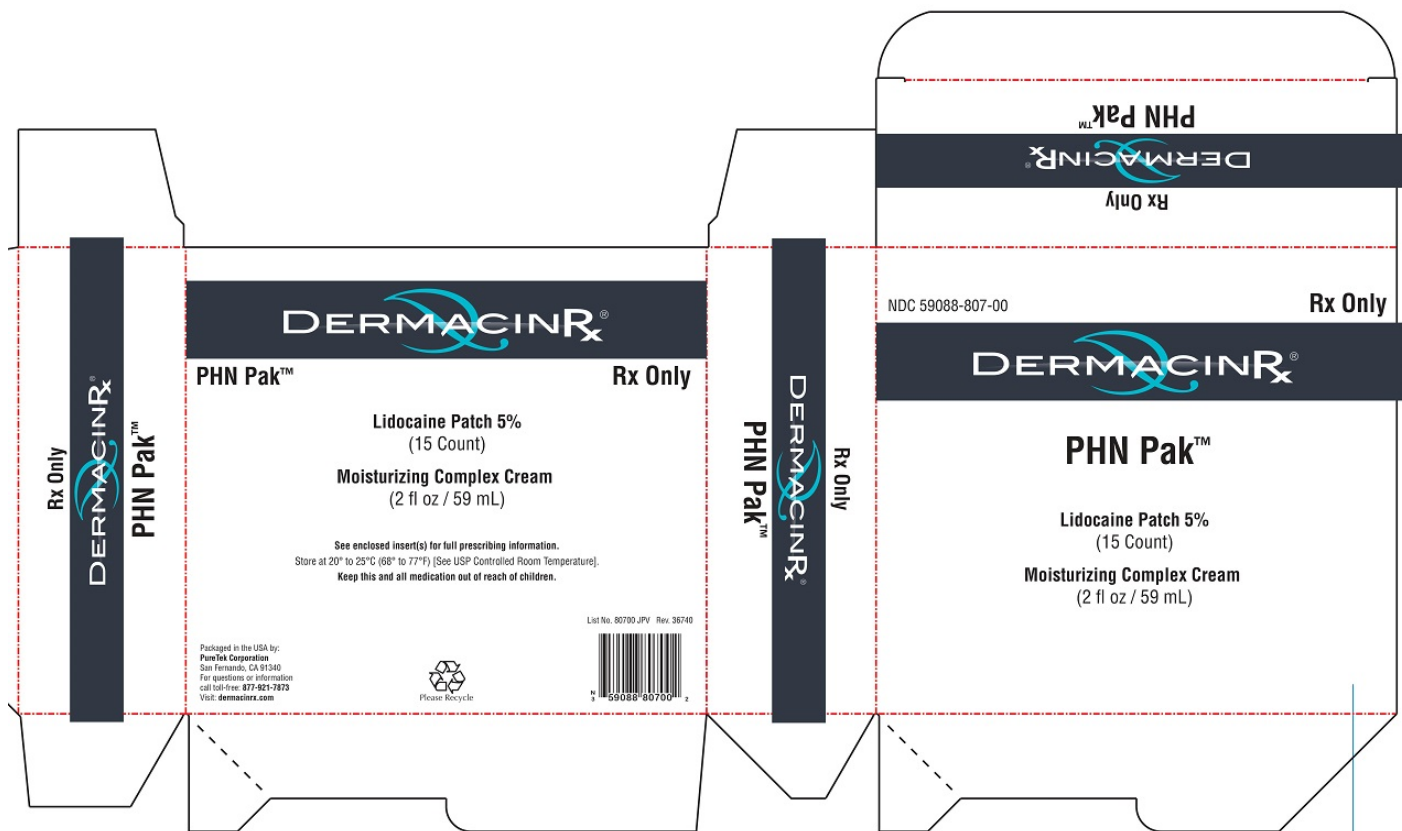 PHN Pak™
DERMACINRx®
Rx Only
Rx Only
DERMACINRx®
PHN Pak™
DERMACINRx®
PHN Pak™ Rx Only
Lidocaine Patch 5%
(15 Count)
Moisturizing Complex Cream
(2 fl oz / 59 mL)
See enclosed insert(s) for full prescribing information.
Store at 20° to 25°C (68° to 77°F) [See USP Controlled Room Temperature].
Keep this and all medication out of reach of children.
List No. 80700 JPV Rev. 36740
Packaged in the USA by:
PureTek Corporation
San Fernando, CA 91340
For questions or information
call toll-free: 877-921-7873
Visit: dermacinrx.com
Please Recycle
N
3 59088 80700 2
Rx Only
DERMACINRx®
PHN Pak™
NDC 59088-807-00 Rx Only
DERMACINRx®
PHN Pak™
Lidocaine Patch 5%
(15 Count)
Moisturizing Complex Cream
(2 fl oz / 59 mL)